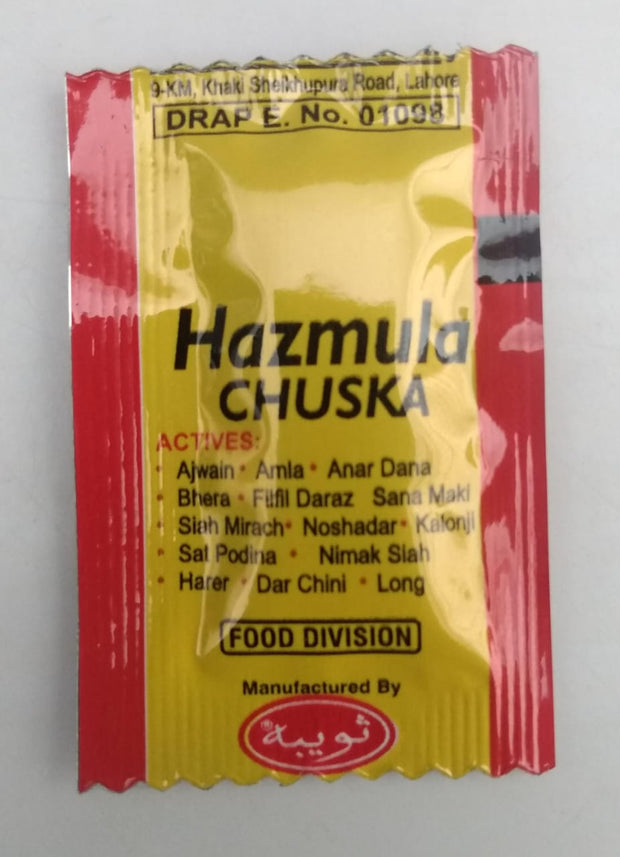 9-KM, Khaki Sheikhupura Road, Lahore
DRAP E. No. 01098
Hazmula
CHUSKA
ACTIVES:
• Ajwain • Amla • Anar Dana
• Bhera • Filfil Daraz Sana Maki
• Siah Mirach • Noshadar • Kalonji
• Sat Podina • Nimak Siah
• Harer • Dar Chini • Long
FOOD DIVISION
Manufactured By
ثويبة®